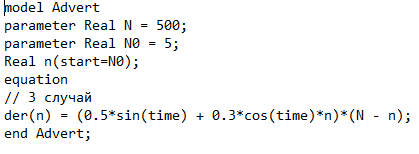 model Advert
parameter Real N = 500;
parameter Real N0 = 5;
Real n(start=N0);
equation
// 3 случай
der(n) = (0.5*sin(time) + 0.3*cos(time)*n)*(N - n);
end Advert;